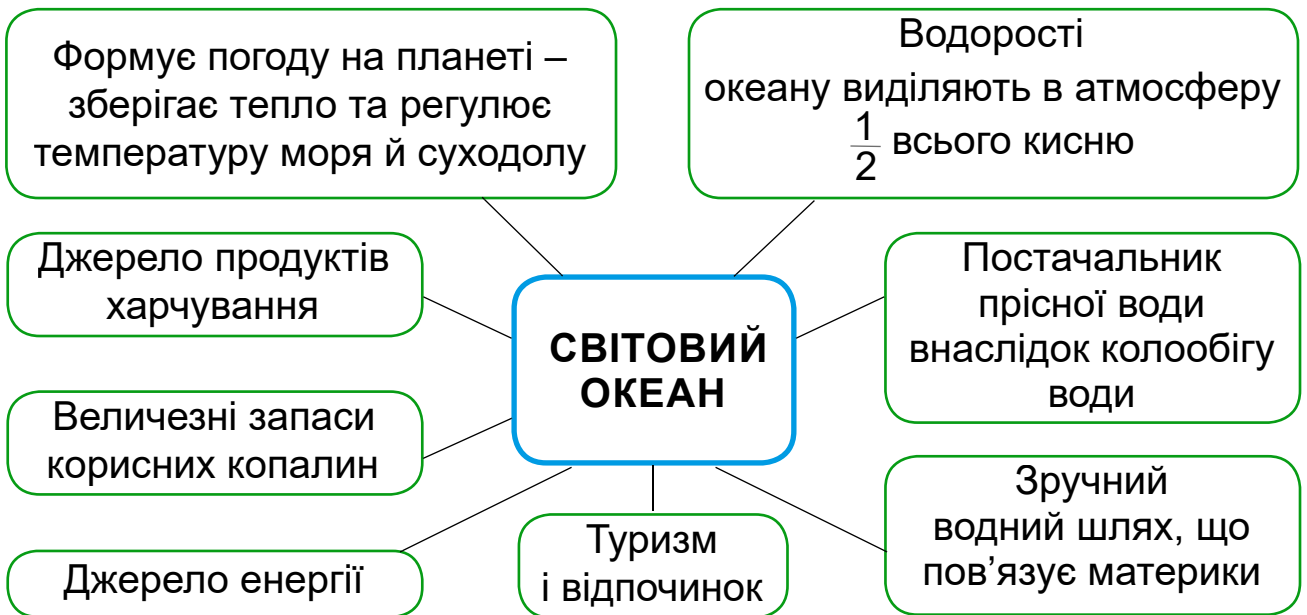 Формує погоду на планеті –
зберігає тепло та регулює
температуру моря й суходолу
Водорості
океану виділяють в атмосферу
1/2 всього кисню
Джерело продуктів
харчування
СВІТОВИЙ
ОКЕАН
Постачальник
прісної води
внаслідок колообігу
води
Величезні запаси
корисних копалин
Джерело енергії
Туризм
і відпочинок
Зручний
водний шлях, що
пов’язує материки